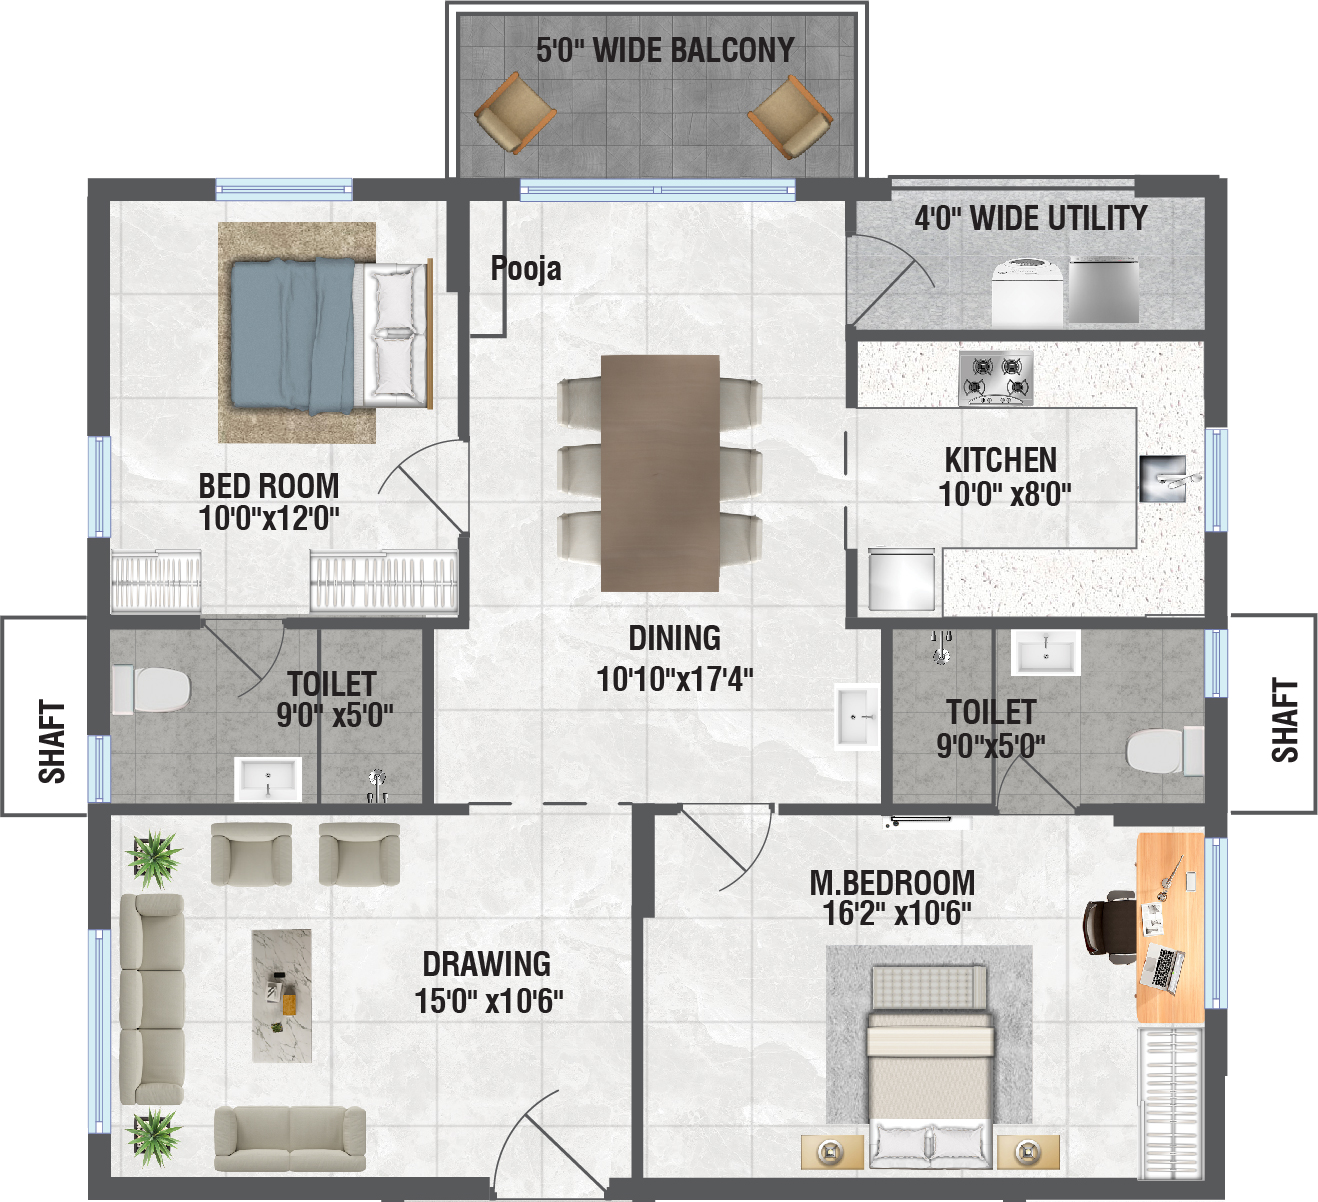 5'0" WIDE BALCONY
4'0" WIDE UTILITY
Pooja
KITCHEN
10'0" x8'0"
BED ROOM
10'0"x12'0"
DINING
10'10"x17'4"
TOILET
9'0" x5'0"
TOILET
9'0"x5'0"
SHAFT
SHAFT
M.BEDROOM
16'2" x10'6"
DRAWING
15'0" x10'6"